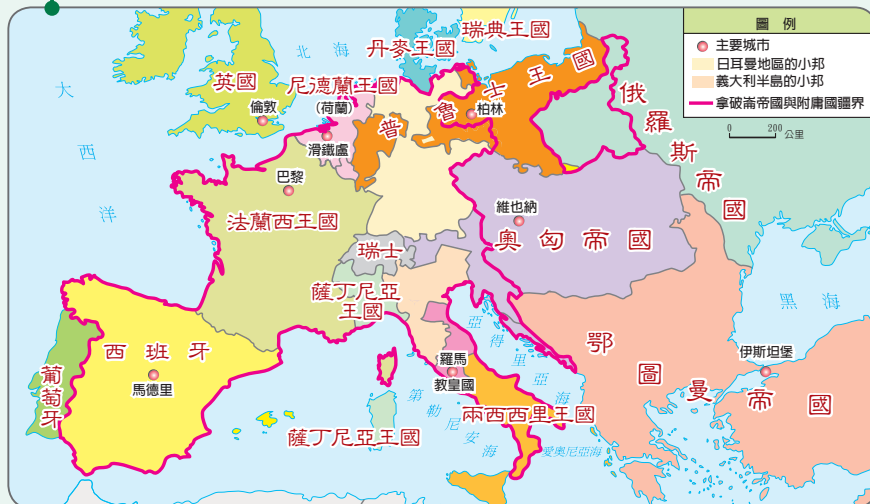 圖例
主要城市
日耳曼地區的小邦
義大利半島的小邦
拿破崙帝國與附庸國疆界
0 200 公里
瑞典王國
丹麥王國
北海
英國
倫敦
尼德蘭王國
(荷蘭)
滑鐵盧
普魯士王國
柏林
俄羅斯帝國
大西洋
巴黎
法蘭西王國
瑞士
維也納
奧匈帝國
薩丁尼亞
王國
西班牙
馬德里
葡萄牙
亞得里亞海
羅馬
教皇國
第勒尼安海
薩丁尼亞王國
兩西西里王國
愛奧尼亞海
鄂圖曼帝國
伊斯坦堡
黑海